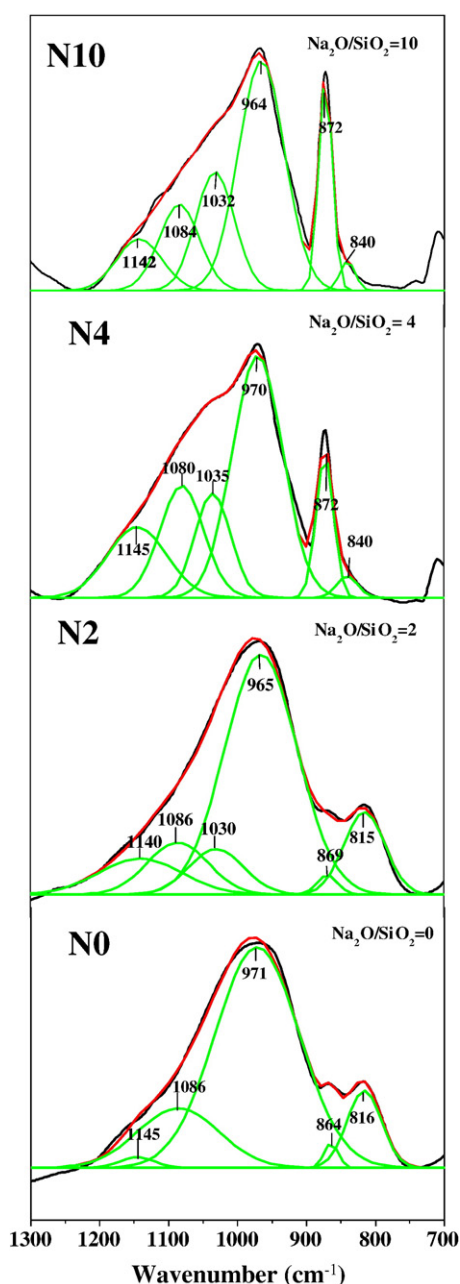 N10
Na₂O/SiO₂=10
964
872
1032
1084
1142
840
N4
Na₂O/SiO₂= 4
970
1080
1035
872
1145
840
N2
Na₂O/SiO₂=2
965
1086
1030
1140
869
815
N0
Na₂O/SiO₂=0
971
1086
1145
864
816
1300 1200 1100 1000 900 800 700
Wavenumber (cm⁻¹)